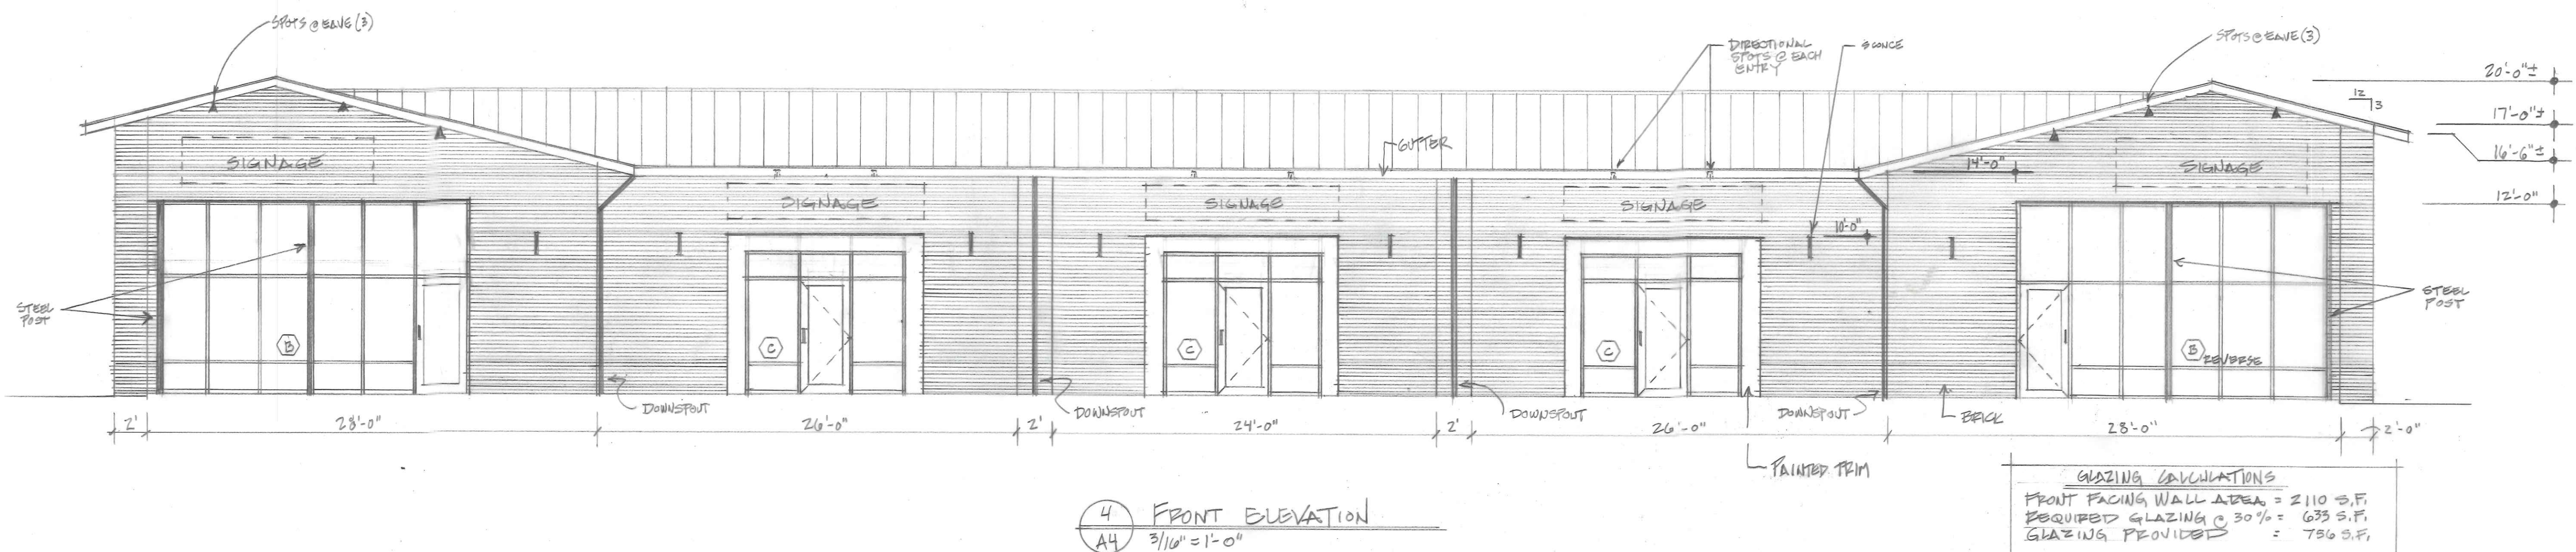 SPOTS @ EAVE (3)
DIRECTIONAL
SPOTS @ EACH
ENTRY
SCONCE
SPOTS @ EAVE (3)
20'-0"±
12
3
17'-0"±
16'-6"±
12'-0"
GUTTER
14'-0"
SIGNAGE
SIGNAGE
SIGNAGE
SIGNAGE
SIGNAGE
10'-0"
STEEL
POST
STEEL
POST
B
C
C
C
B
REVERSE
DOWNSPOUT
DOWNSPOUT
DOWNSPOUT
DOWNSPOUT
BRICK
2'
28'-0"
26'-0"
2'
24'-0"
2'
26'-0"
28'-0"
2'-0"
PAINTED TRIM
4
A4
FRONT ELEVATION
3/16" = 1'-0"
GLAZING CALCULATIONS
FRONT FACING WALL AREA = 2110 S.F.
REQUIRED GLAZING @ 30% = 633 S.F.
GLAZING PROVIDED : 756 S.F.